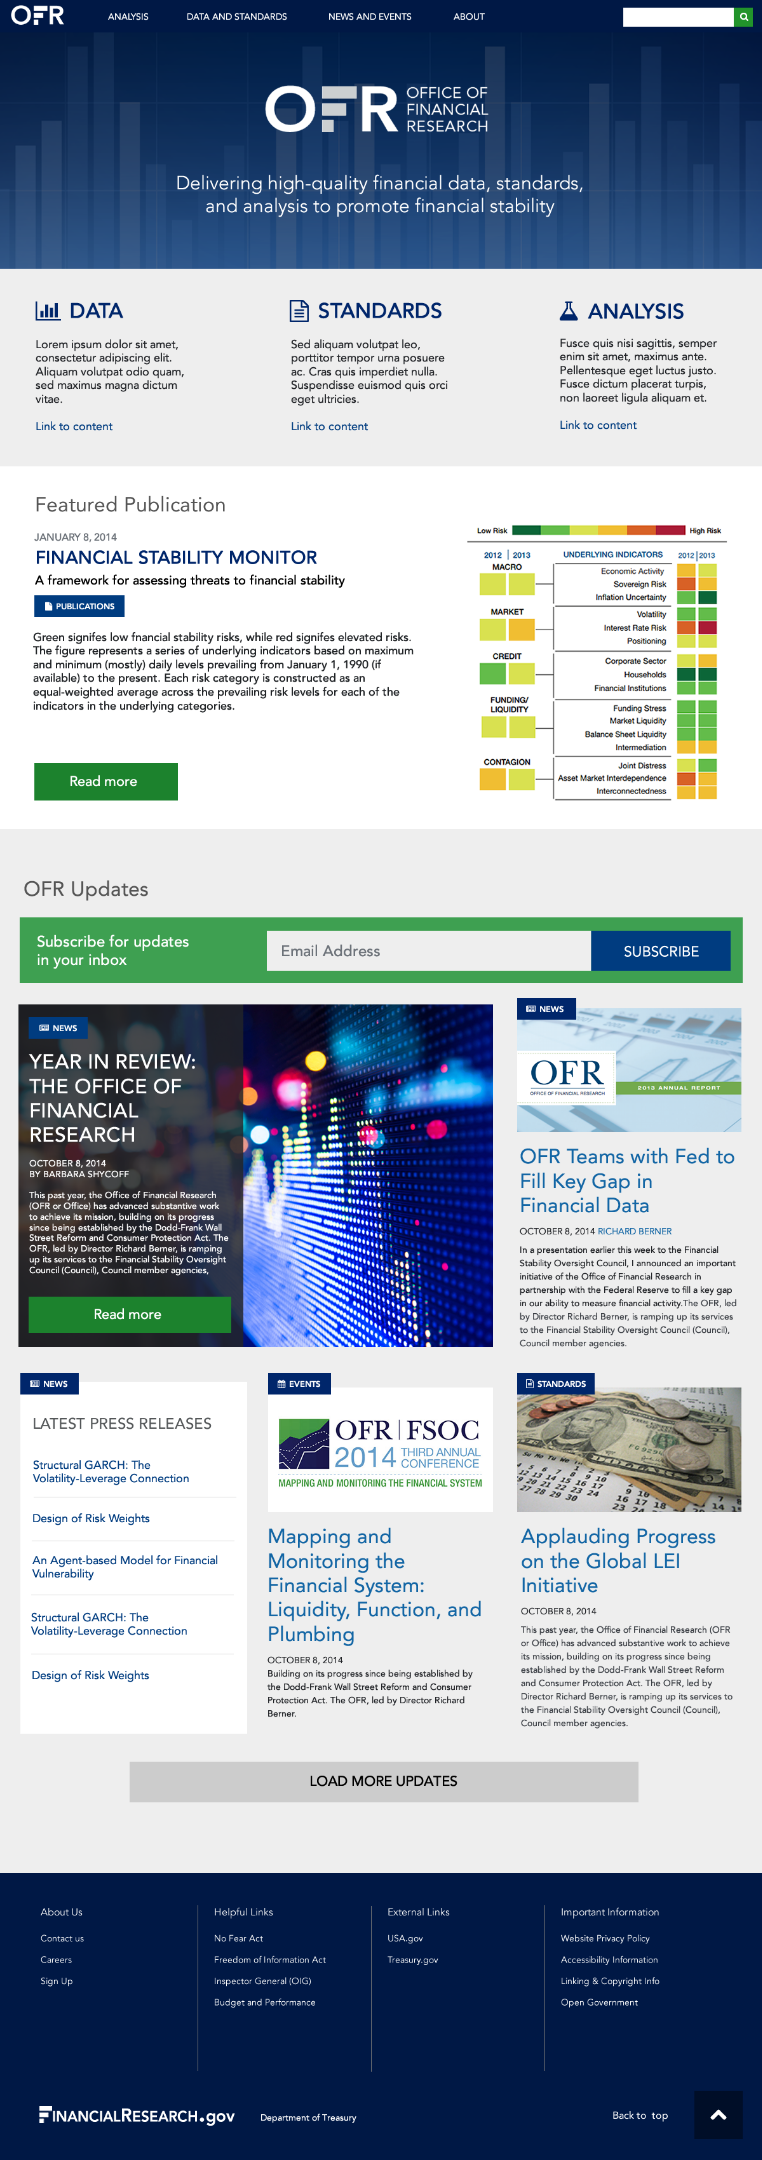 OFR
ANALYSIS
DATA AND STANDARDS
NEWS AND EVENTS
ABOUT
OFR
OFFICE OF
FINANCIAL
RESEARCH
Delivering high-quality financial data, standards,
and analysis to promote financial stability
DATA
Lorem ipsum dolor sit amet,
consectetur adipiscing elit.
Aliquam volutpat odio quam,
sed maximus magna dictum
vitae.
Link to content
STANDARDS
Sed aliquam volutpat leo,
porttitor tempor urna posuere
ac. Cras quis imperdiet nulla.
Suspendisse euismod quis orci
eget ultricies.
Link to content
ANALYSIS
Fusce quis nisi sagittis, semper
enim sit amet, maximus ante.
Pellentesque eget luctus justo.
Fusce dictum placerat turpis,
non laoreet ligula aliquam et.
Link to content
Featured Publication
JANUARY 8, 2014
FINANCIAL STABILITY MONITOR
A framework for assessing threats to financial stability
PUBLICATIONS
Green signifes low fnancial stability risks, while red signifes elevated risks.
The figure represents a series of underlying indicators based on maximum
and minimum (mostly) daily levels prevailing from January 1, 1990 (if
available) to the present. Each risk category is constructed as an
equal-weighted average across the prevailing risk levels for each of the
indicators in the underlying categories.
Read more
Low Risk
High Risk
2012 | 2013
UNDERLYING INDICATORS
2012 | 2013
MACRO
Economic Activity
Sovereign Risk
Inflation Uncertainty
MARKET
Volatility
Interest Rate Risk
Positioning
CREDIT
Corporate Sector
Households
Financial Institutions
FUNDING/
LIQUIDITY
Funding Stress
Market Liquidity
Balance Sheet Liquidity
Intermediation
CONTAGION
Joint Distress
Asset Market Interdependence
Interconnectedness
OFR Updates
Subscribe for updates
in your inbox
Email Address
SUBSCRIBE
NEWS
YEAR IN REVIEW:
THE OFFICE OF
FINANCIAL
RESEARCH
OCTOBER 8, 2014
BY BARBARA SHYCOFF
This past year, the Office of Financial Research
(OFR or Office) has advanced substantive work
to achieve its mission, building on its progress
since being established by the Dodd-Frank Wall
Street Reform and Consumer Protection Act. The
OFR, led by Director Richard Berner, is ramping
up its services to the Financial Stability Oversight
Council (Council), Council member agencies,
Read more
NEWS
OFR
OFFICE OF FINANCIAL RESEARCH
2013 ANNUAL REPORT
OFR Teams with Fed to
Fill Key Gap in
Financial Data
OCTOBER 8, 2014 RICHARD BERNER
In a presentation earlier this week to the Financial
Stability Oversight Council, I announced an important
initiative of the Office of Financial Research in
partnership with the Federal Reserve to fill a key gap
in our ability to measure financial activity.The OFR, led
by Director Richard Berner, is ramping up its services
to the Financial Stability Oversight Council (Council),
Council member agencies.
NEWS
LATEST PRESS RELEASES
Structural GARCH: The
Volatility-Leverage Connection
Design of Risk Weights
An Agent-based Model for Financial
Vulnerability
Structural GARCH: The
Volatility-Leverage Connection
Design of Risk Weights
EVENTS
OFR | FSOC
2014 THIRD ANNUAL
CONFERENCE
MAPPING AND MONITORING THE FINANCIAL SYSTEM
Mapping and
Monitoring the
Financial System:
Liquidity, Function, and
Plumbing
OCTOBER 8, 2014
Building on its progress since being established by
the Dodd-Frank Wall Street Reform and Consumer
Protection Act. The OFR, led by Director Richard
Berner.
STANDARDS
Applauding Progress
on the Global LEI
Initiative
OCTOBER 8, 2014
This past year, the Office of Financial Research (OFR
or Office) has advanced substantive work to achieve
its mission, building on its progress since being
established by the Dodd-Frank Wall Street Reform
and Consumer Protection Act. The OFR, led by
Director Richard Berner, is ramping up its services to
the Financial Stability Oversight Council (Council),
Council member agencies.
LOAD MORE UPDATES
About Us
Contact us
Careers
Sign Up
Helpful Links
No Fear Act
Freedom of Information Act
Inspector General (OIG)
Budget and Performance
External Links
USA.gov
Treasury.gov
Important Information
Website Privacy Policy
Accessibility Information
Linking & Copyright Info
Open Government
FINANCIALRESEARCH.gov
Department of Treasury
Back to top